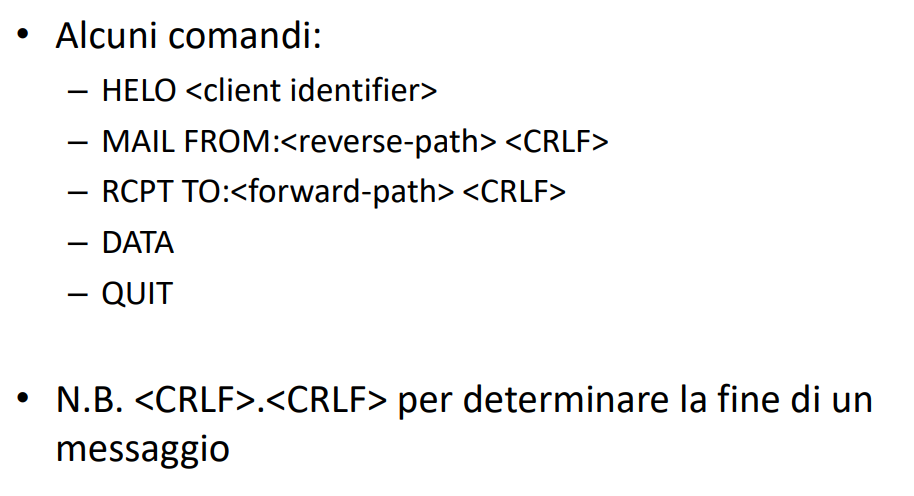 • Alcuni comandi:
– HELO <client identifier>
– MAIL FROM:<reverse-path> <CRLF>
– RCPT TO:<forward-path> <CRLF>
– DATA
– QUIT
• N.B. <CRLF>.<CRLF> per determinare la fine di un
messaggio